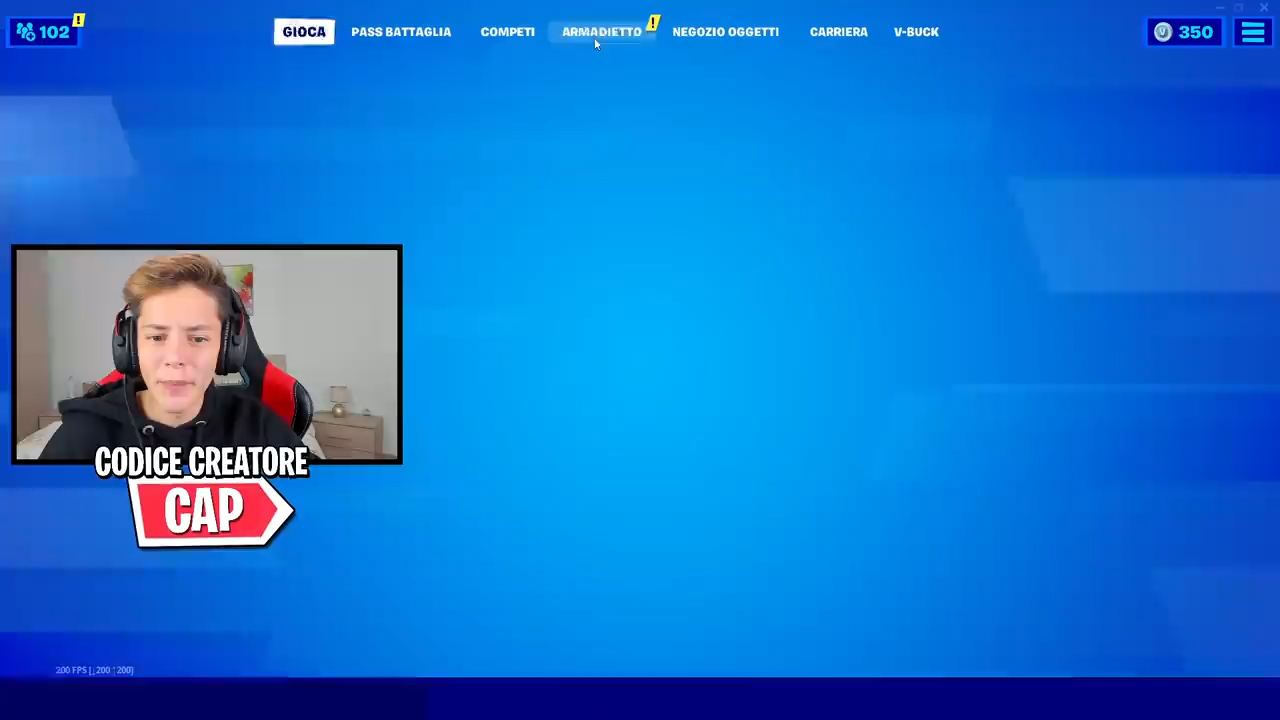 102
!
GIOCA
PASS BATTAGLIA
COMPETI
ARMADIETTO
!
NEGOZIO OGGETTI
CARRIERA
V-BUCK
V 350
CODICE CREATORE
CAP